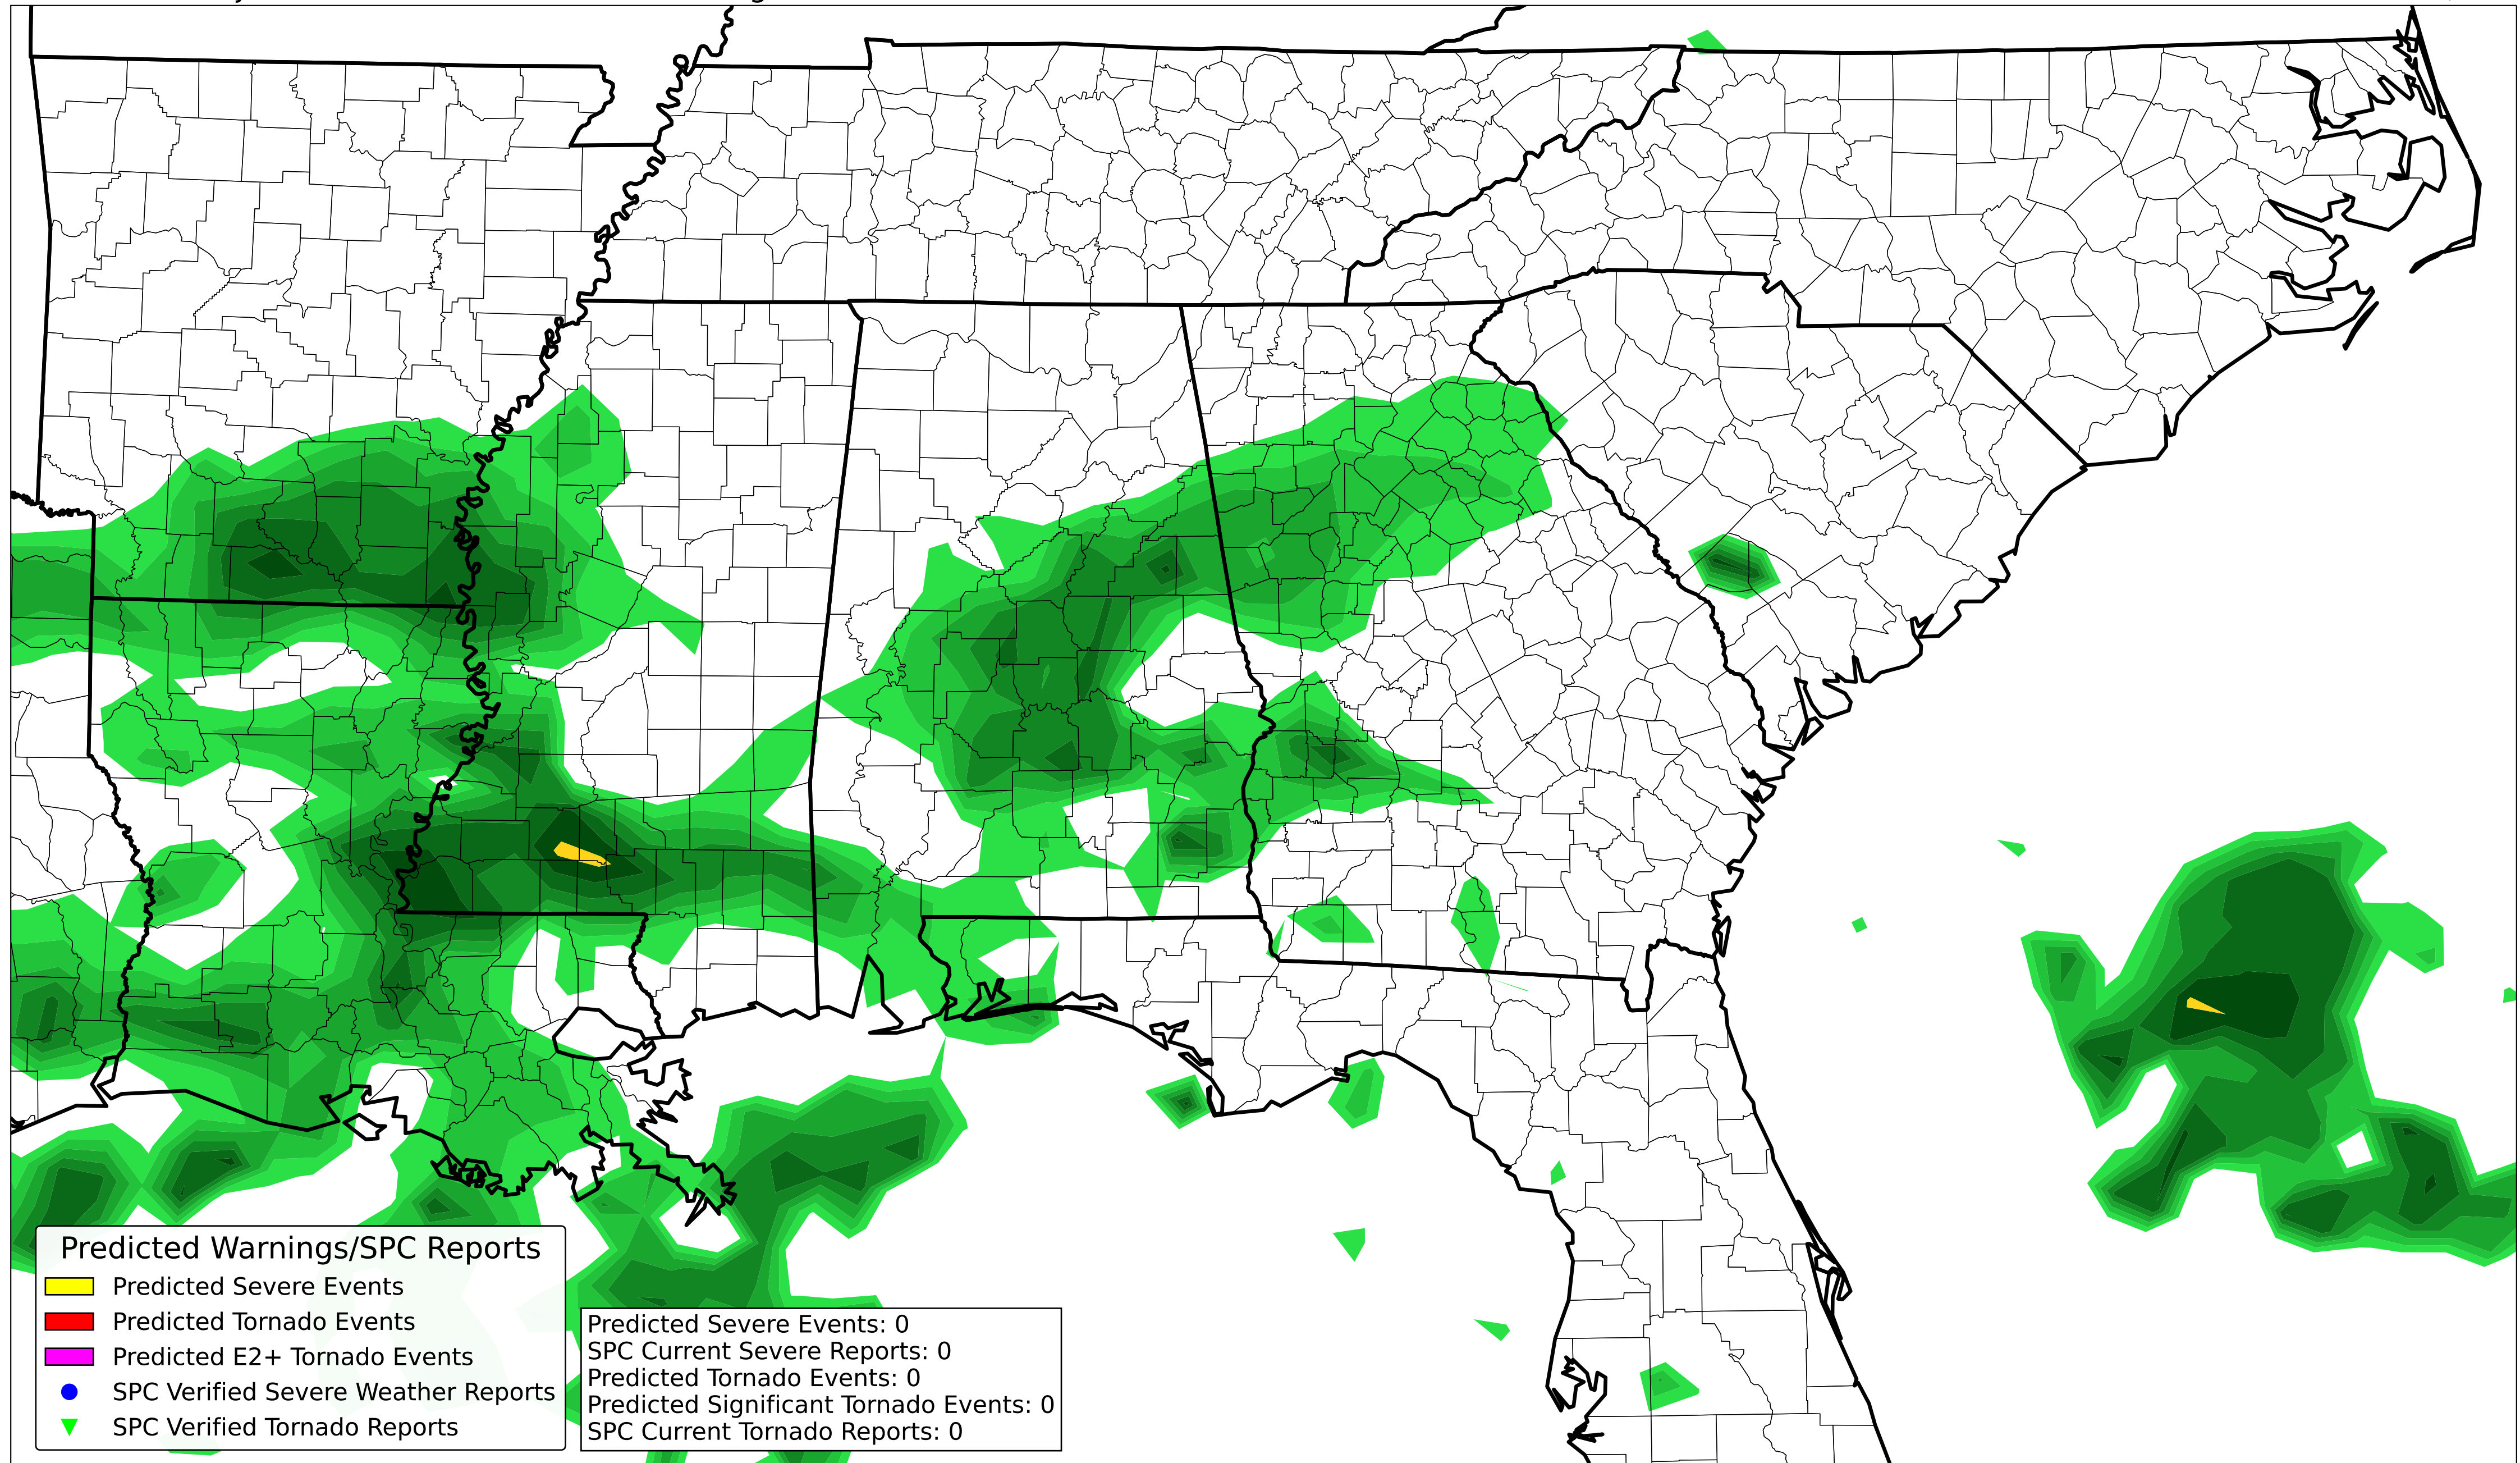 Predicted Warnings/SPC Reports
Predicted Severe Events
Predicted Tornado Events
Predicted E2+ Tornado Events
SPC Verified Severe Weather Reports
SPC Verified Tornado Reports
Predicted Severe Events: 0
SPC Current Severe Reports: 0
Predicted Tornado Events: 0
Predicted Significant Tornado Events: 0
SPC Current Tornado Reports: 0